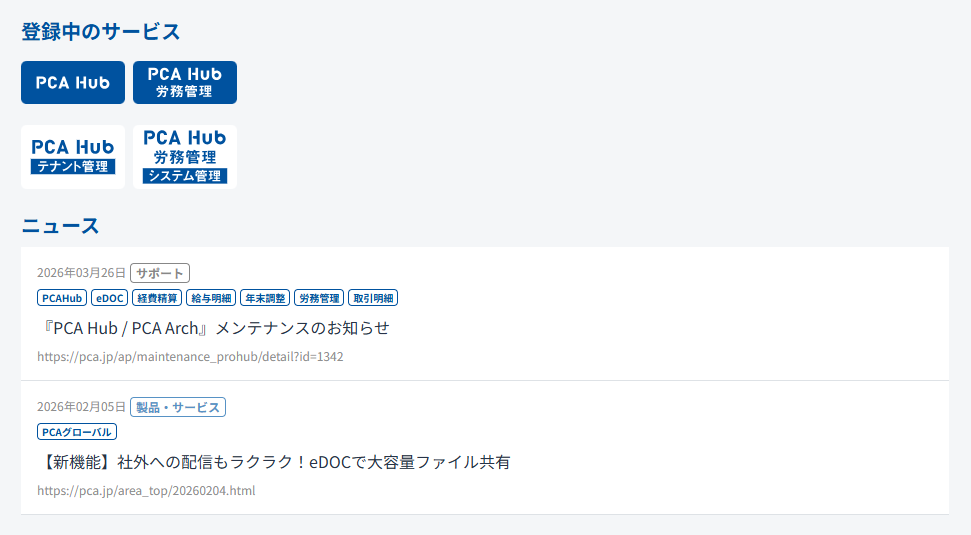 登録中のサービス
PCA Hub
PCA Hub
労務管理
PCA Hub
テナント管理
PCA Hub
労務管理
システム管理
ニュース
2026年03月26日 サポート
PCAHub eDOC 経費精算 給与明細 年末調整 労務管理 取引明細
『PCA Hub / PCA Arch』メンテナンスのお知らせ
https://pca.jp/ap/maintenance_prohub/detail?id=1342
2026年02月05日 製品・サービス
PCAグローバル
【新機能】社外への配信もラクラク！eDOCで大容量ファイル共有
https://pca.jp/area_top/20260204.html